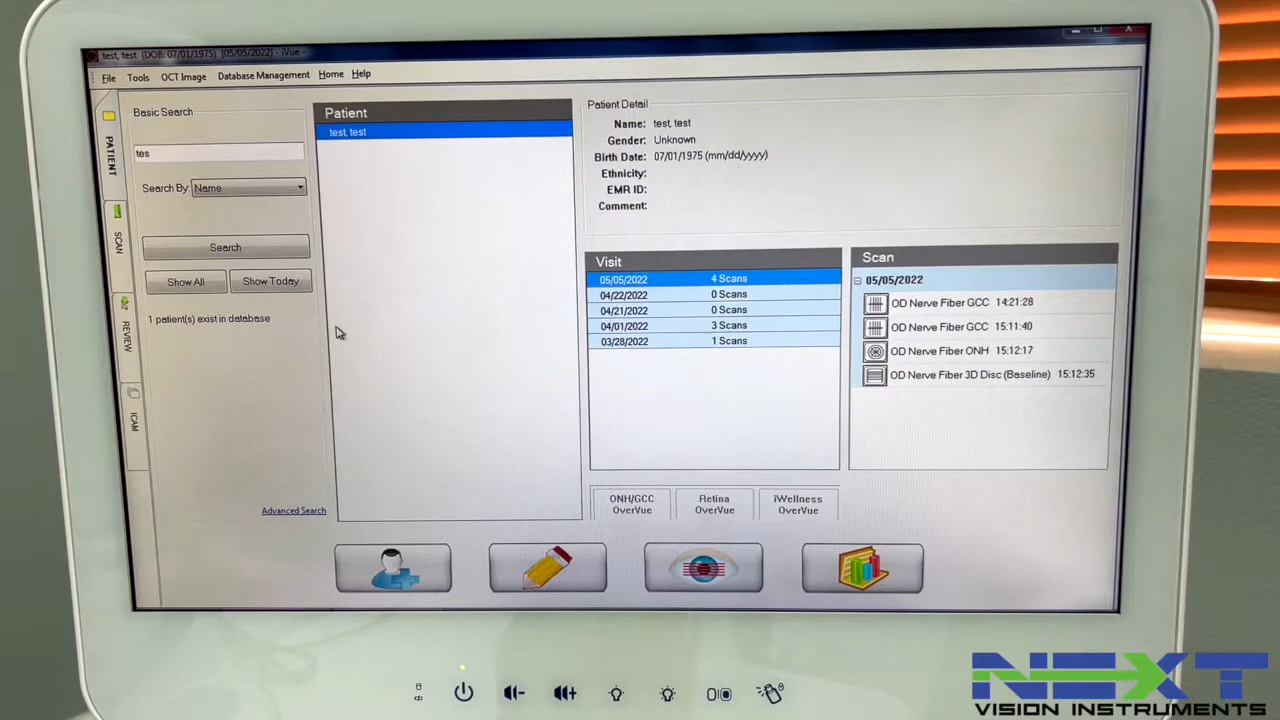 test, test (DOB: 07/01/1975) [05/05/2022] - iVue -
File Tools OCT Image Database Management Home Help
PATIENT
SCAN
REVIEW
ICAM
Basic Search
tes
Search By: Name
Search
Show All Show Today
1 patient(s) exist in database
Advanced Search
Patient
test, test
Patient Detail
Name: test, test
Gender: Unknown
Birth Date: 07/01/1975 (mm/dd/yyyy)
Ethnicity:
EMR ID:
Comment:
Visit
05/05/2022 4 Scans
04/22/2022 0 Scans
04/21/2022 0 Scans
04/01/2022 3 Scans
03/28/2022 1 Scans
Scan
05/05/2022
OD Nerve Fiber GCC 14:21:28
OD Nerve Fiber GCC 15:11:40
OD Nerve Fiber ONH 15:12:17
OD Nerve Fiber 3D Disc (Baseline) 15:12:35
ONH/GCC
OverVue
Retina
OverVue
iWellness
OverVue
NEXT
VISION INSTRUMENTS